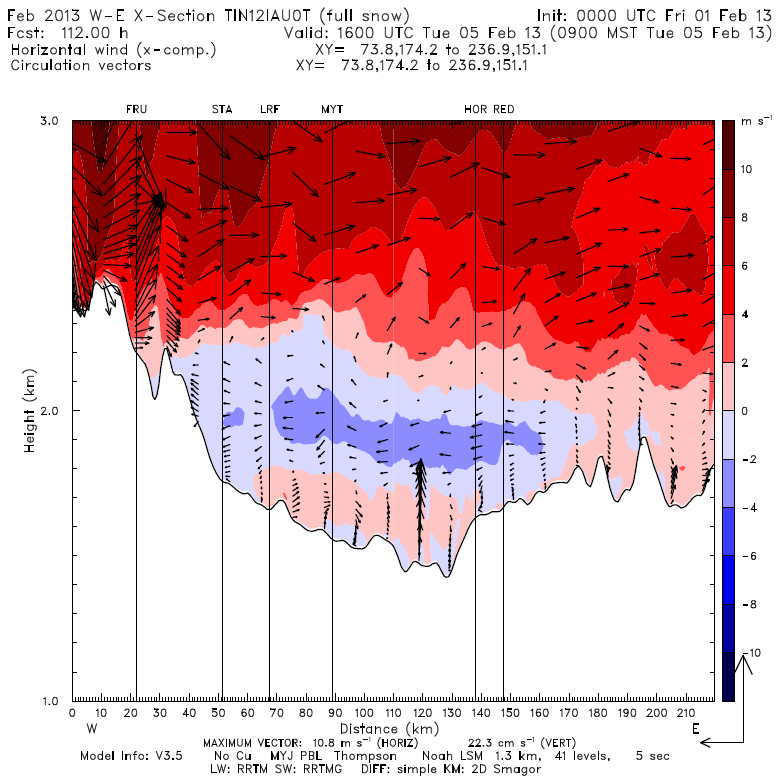 Feb 2013 W-E X-Section TIN12IAU0T (full snow) Init: 0000 UTC Fri 01 Feb 13
Fcst: 112.00 h Valid: 1600 UTC Tue 05 Feb 13 (0900 MST Tue 05 Feb 13)
Horizontal wind (x-comp.) XY= 73.8,174.2 to 236.9,151.1
Circulation vectors XY= 73.8,174.2 to 236.9,151.1
FRU STA LRF MYT HOR RED
m s⁻¹
3.0
2.0
1.0
Height (km)
10
8
6
4
2
0
-2
-4
-6
-8
-10
0 10 20 30 40 50 60 70 80 90 100 110 120 130 140 150 160 170 180 190 200 210
W Distance (km) E
MAXIMUM VECTOR: 10.8 m s⁻¹ (HORIZ) 22.3 cm s⁻¹ (VERT)
Model Info: V3.5 No Cu MYJ PBL Thompson Noah LSM 1.3 km, 41 levels, 5 sec
LW: RRTM SW: RRTMG DIFF: simple KM: 2D Smagor